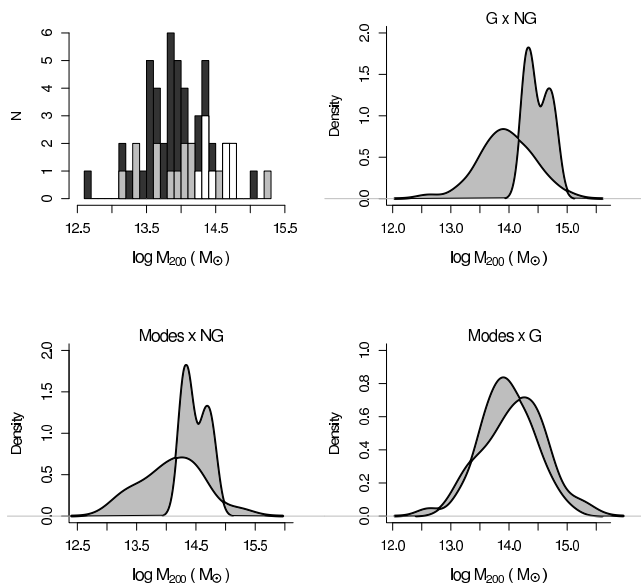 6
5
4
3
2
1
0
N
12.5 13.5 14.5 15.5
log M200 ( M⊙ )
G x NG
2.0
1.5
1.0
0.5
0.0
Density
12.0 13.0 14.0 15.0
log M200 ( M⊙ )
Modes x NG
2.0
1.5
1.0
0.5
0.0
Density
12.5 13.5 14.5 15.5
log M200 ( M⊙ )
Modes x G
1.0
0.8
0.6
0.4
0.2
0.0
Density
12.0 13.0 14.0 15.0
log M200 ( M⊙ )